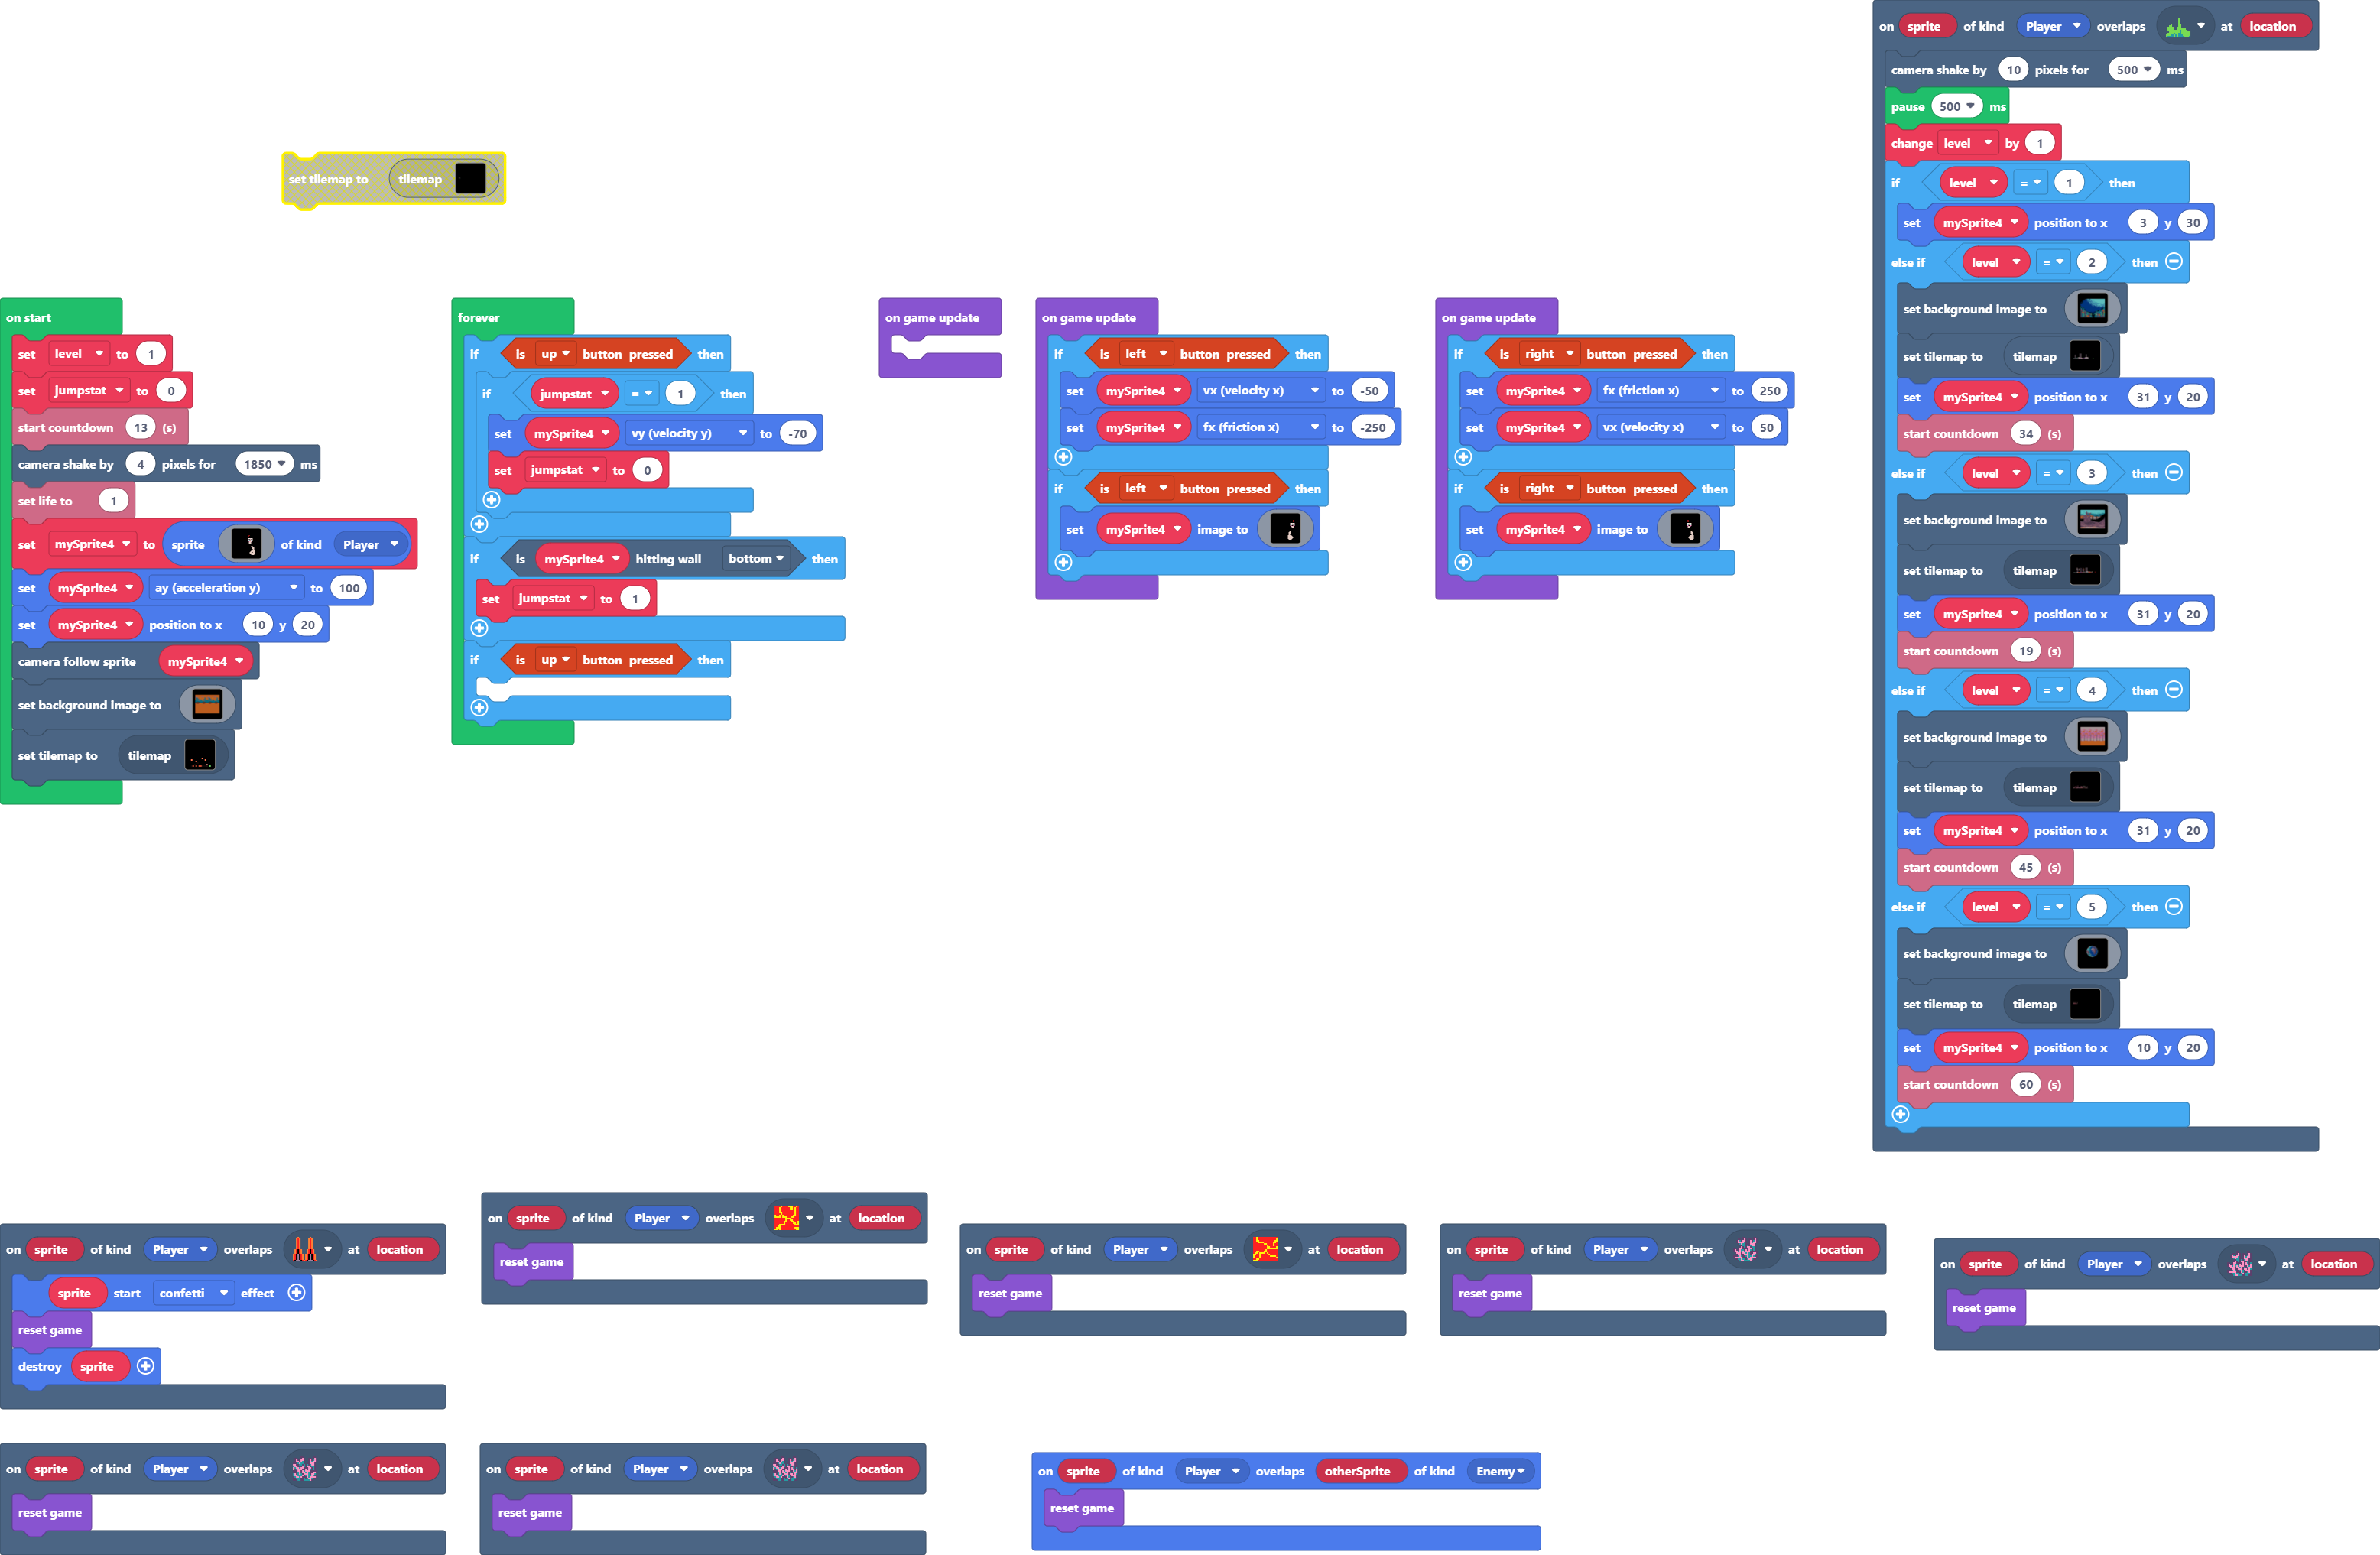 set tilemap to tilemap
on start
set level to 1
set jumpstat to 0
start countdown 13 (s)
camera shake by 4 pixels for 1850 ms
set life to 1
set mySprite4 to sprite of kind Player
set mySprite4 ay (acceleration y) to 100
set mySprite4 position to x 10 y 20
camera follow sprite mySprite4
set background image to
set tilemap to tilemap
forever
if is up button pressed then
if jumpstat = 1 then
set mySprite4 vy (velocity y) to -70
set jumpstat to 0
if is mySprite4 hitting wall bottom then
set jumpstat to 1
if is up button pressed then
on game update
on game update
if is left button pressed then
set mySprite4 vx (velocity x) to -50
set mySprite4 fx (friction x) to -250
if is left button pressed then
set mySprite4 image to
on game update
if is right button pressed then
set mySprite4 fx (friction x) to 250
set mySprite4 vx (velocity x) to 50
if is right button pressed then
set mySprite4 image to
on sprite of kind Player overlaps at location
camera shake by 10 pixels for 500 ms
pause 500 ms
change level by 1
if level = 1 then
set mySprite4 position to x 3 y 30
else if level = 2 then
set background image to
set tilemap to tilemap
set mySprite4 position to x 31 y 20
start countdown 34 (s)
else if level = 3 then
set background image to
set tilemap to tilemap
set mySprite4 position to x 31 y 20
start countdown 19 (s)
else if level = 4 then
set background image to
set tilemap to tilemap
set mySprite4 position to x 31 y 20
start countdown 45 (s)
else if level = 5 then
set background image to
set tilemap to tilemap
set mySprite4 position to x 10 y 20
start countdown 60 (s)
on sprite of kind Player overlaps at location
sprite start confetti effect
reset game
destroy sprite
on sprite of kind Player overlaps at location
reset game
on sprite of kind Player overlaps at location
reset game
on sprite of kind Player overlaps at location
reset game
on sprite of kind Player overlaps at location
reset game
on sprite of kind Player overlaps at location
reset game
on sprite of kind Player overlaps at location
reset game
on sprite of kind Player overlaps otherSprite of kind Enemy
reset game